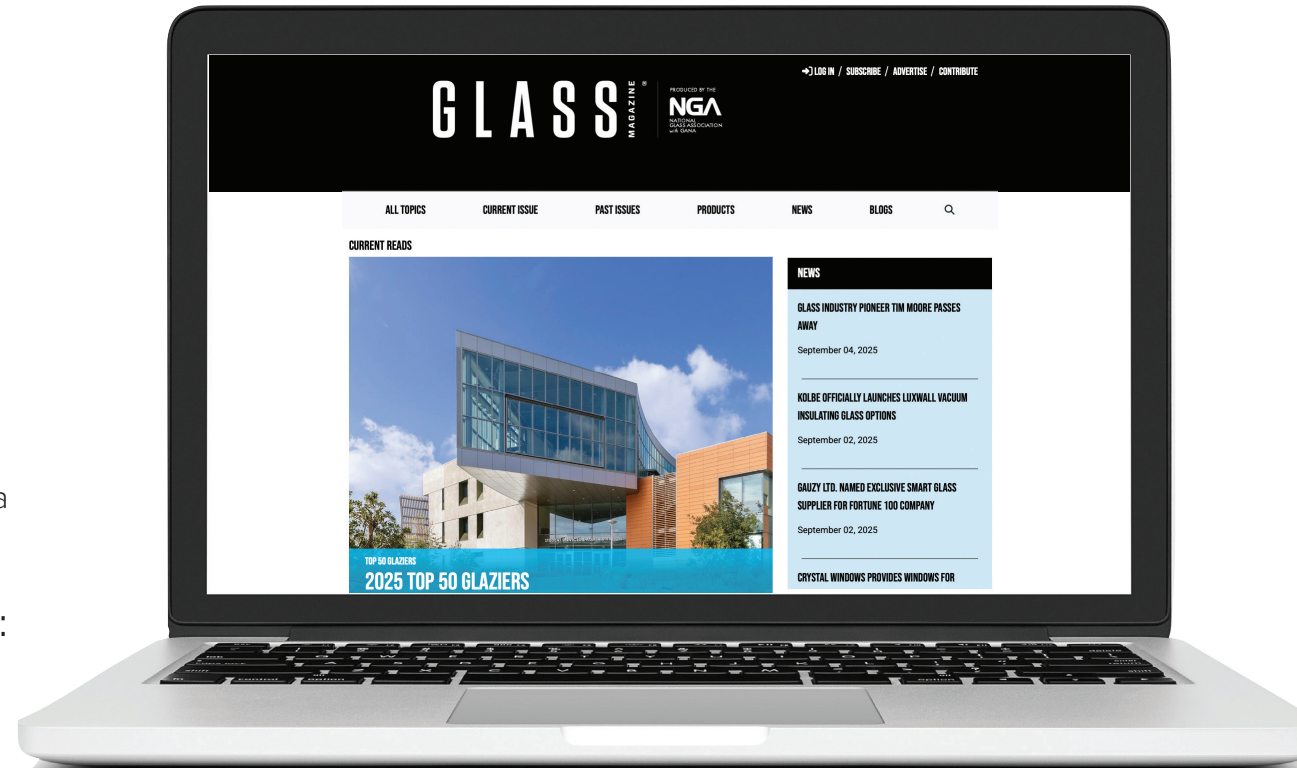 LOG IN / SUBSCRIBE / ADVERTISE / CONTRIBUTE
GLASS MAGAZINE ®
PRODUCED BY THE
NGA
NATIONAL
GLASS ASSOCIATION
with GANA
ALL TOPICS CURRENT ISSUE PAST ISSUES PRODUCTS NEWS BLOGS
CURRENT READS
TOP 50 GLAZIERS
2025 TOP 50 GLAZIERS
NEWS
GLASS INDUSTRY PIONEER TIM MOORE PASSES
AWAY
September 04, 2025
KOLBE OFFICIALLY LAUNCHES LUXWALL VACUUM
INSULATING GLASS OPTIONS
September 02, 2025
GAUZY LTD. NAMED EXCLUSIVE SMART GLASS
SUPPLIER FOR FORTUNE 100 COMPANY
September 02, 2025
CRYSTAL WINDOWS PROVIDES WINDOWS FOR
a
: